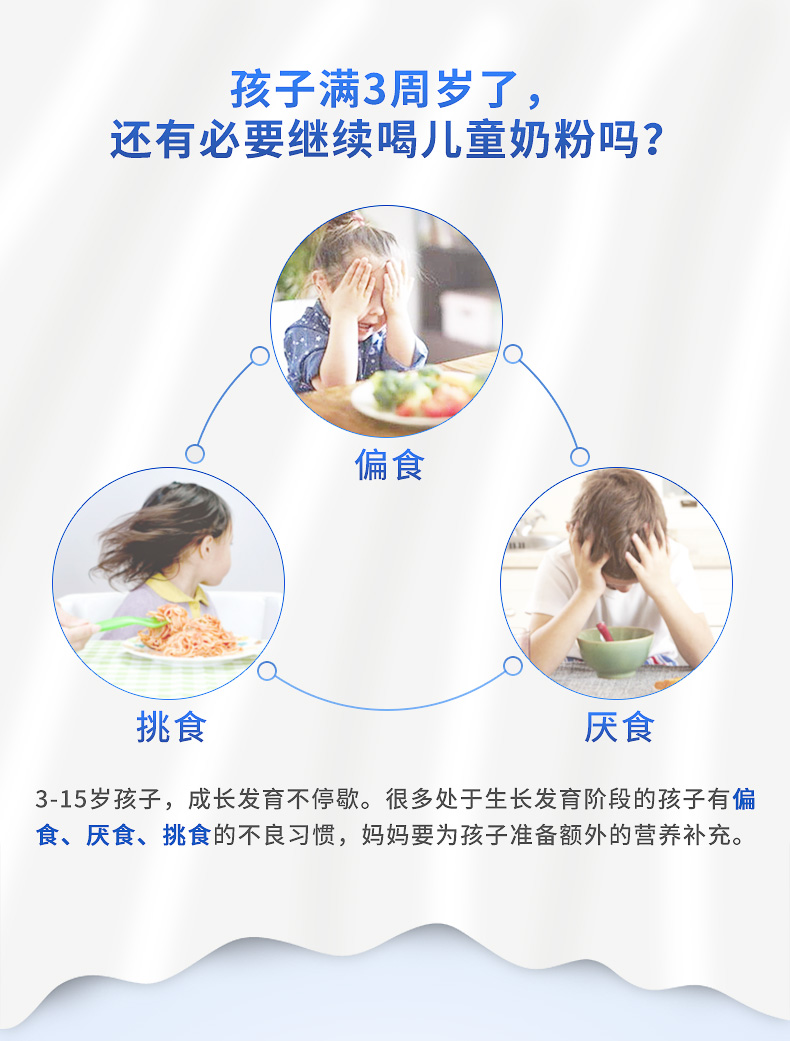 孩子满3周岁了，
还有必要继续喝儿童奶粉吗？
偏食
挑食
厌食
3-15岁孩子，成长发育不停歇。很多处于生长发育阶段的孩子有偏
食、厌食、挑食的不良习惯，妈妈要为孩子准备额外的营养补充。